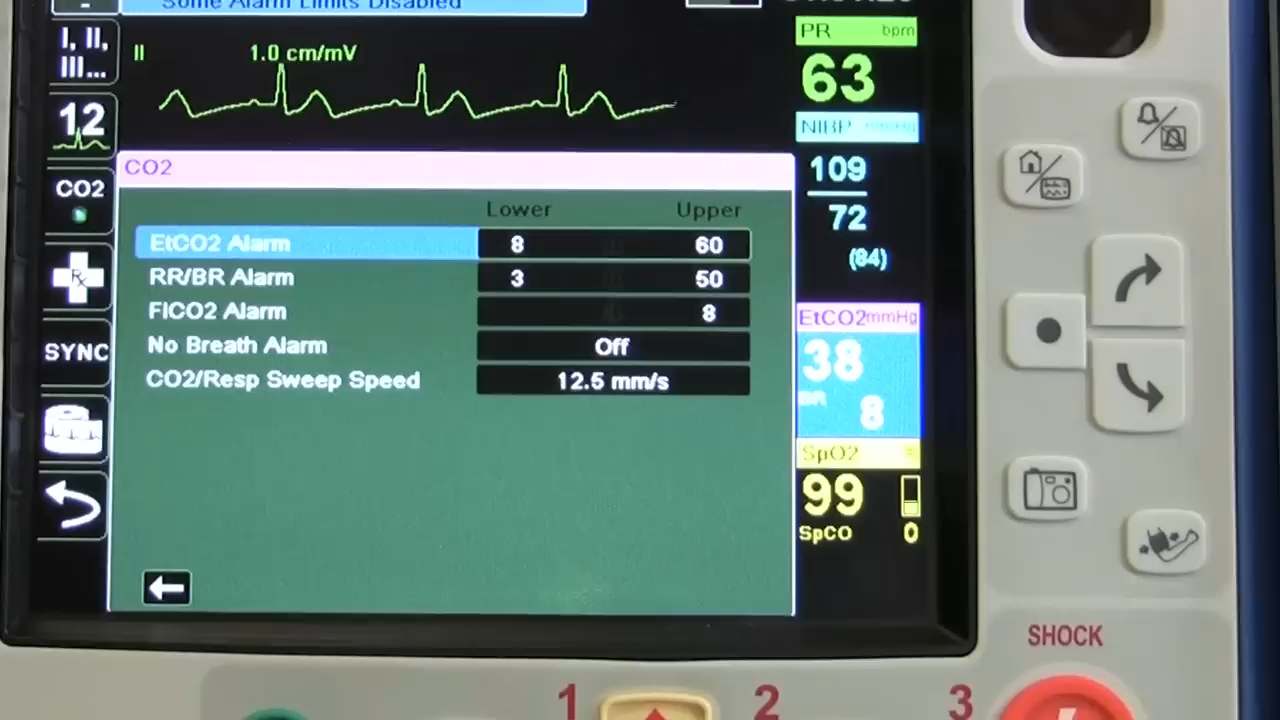 Some Alarm Limits Disabled
I, II,
III...
II 1.0 cm/mV
PR bpm
63
12
NIBP mmHg
109
72
(84)
CO2
CO2
Lower Upper
EtCO2 Alarm 8 60
RR/BR Alarm 3 50
FICO2 Alarm 8
No Breath Alarm Off
CO2/Resp Sweep Speed 12.5 mm/s
Rx
SYNC
EtCO2 mmHg
38
BR 8
SpO2 %
99
SpCO 0
SHOCK
1 2 3